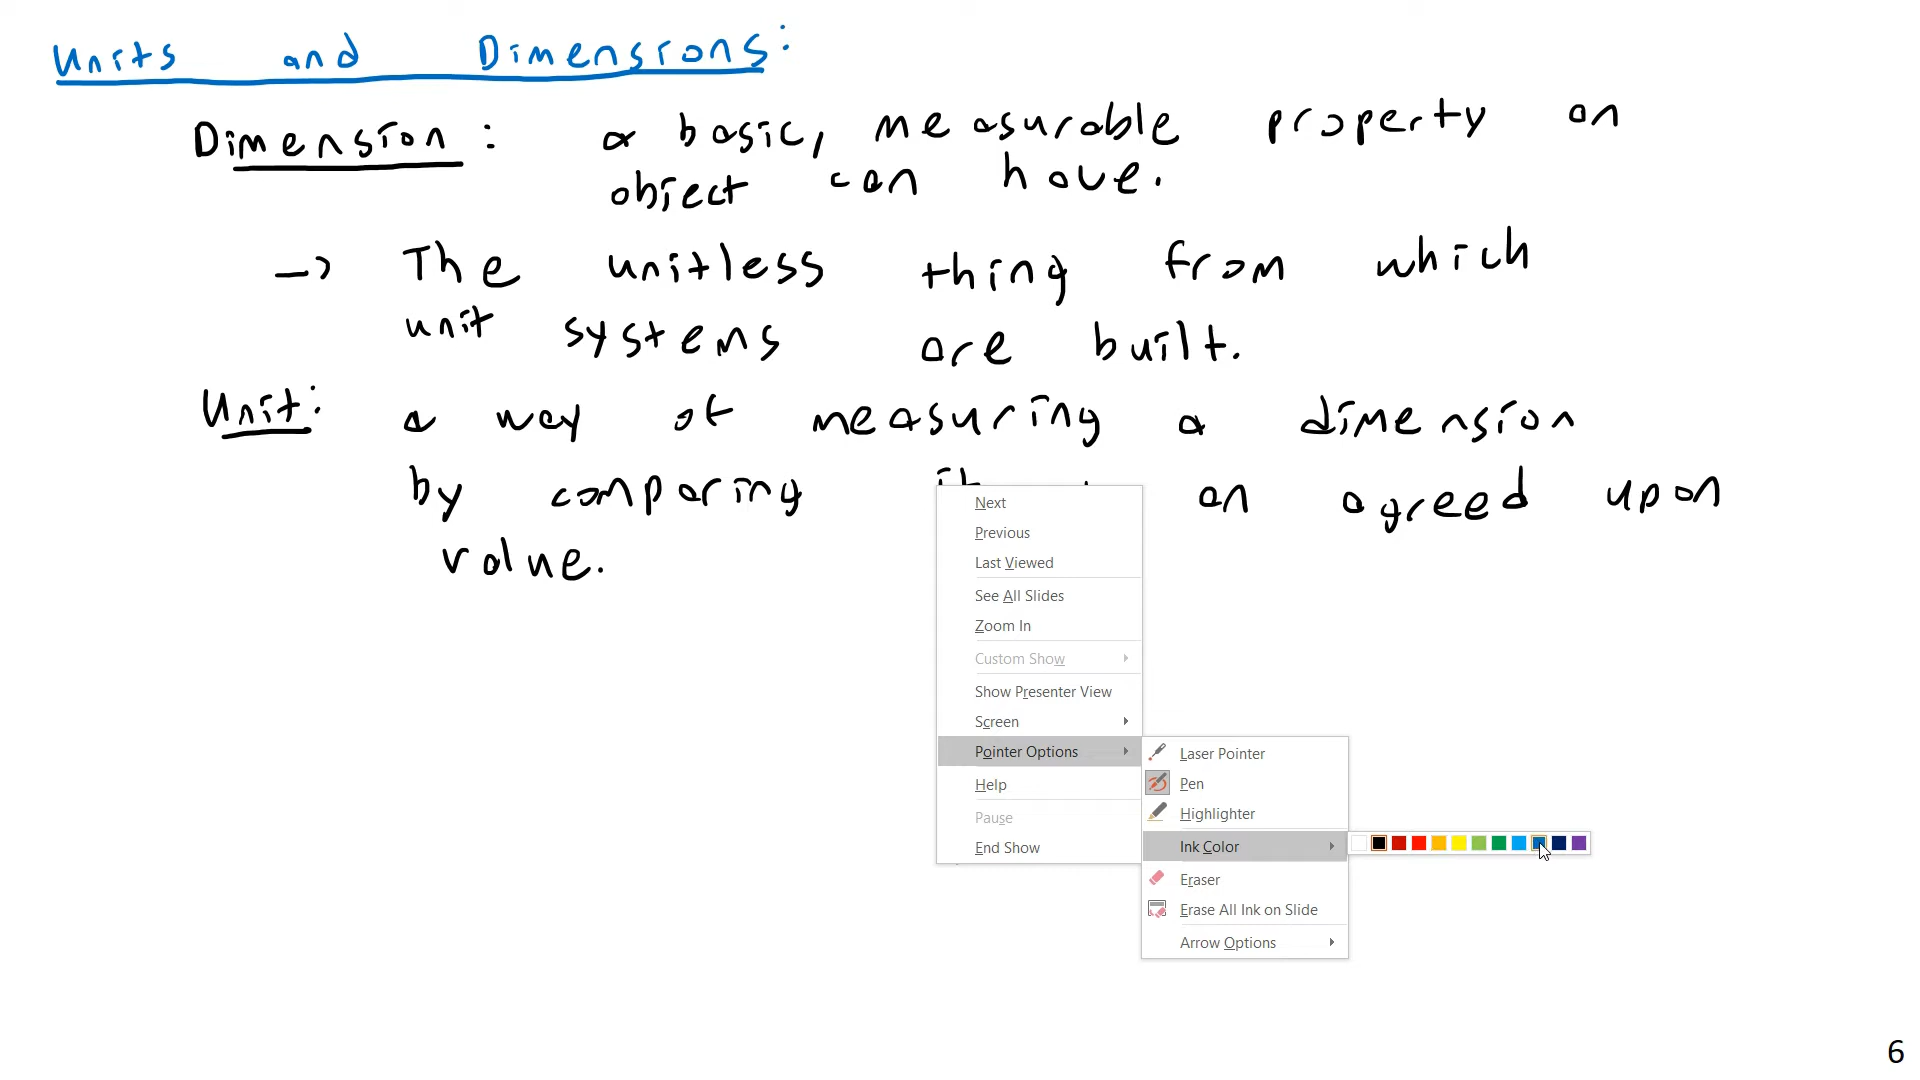 Units and Dimensions:
Dimension: a basic, measurable property an
object can have.
-> The unitless thing from which
unit systems are built.
Unit: a way of measuring a dimension
by comparing it an agreed upon
value.
Next
Previous
Last Viewed
See All Slides
Zoom In
Custom Show
Show Presenter View
Screen
Pointer Options
Help
Pause
End Show
Laser Pointer
Pen
Highlighter
Ink Color
Eraser
Erase All Ink on Slide
Arrow Options
6